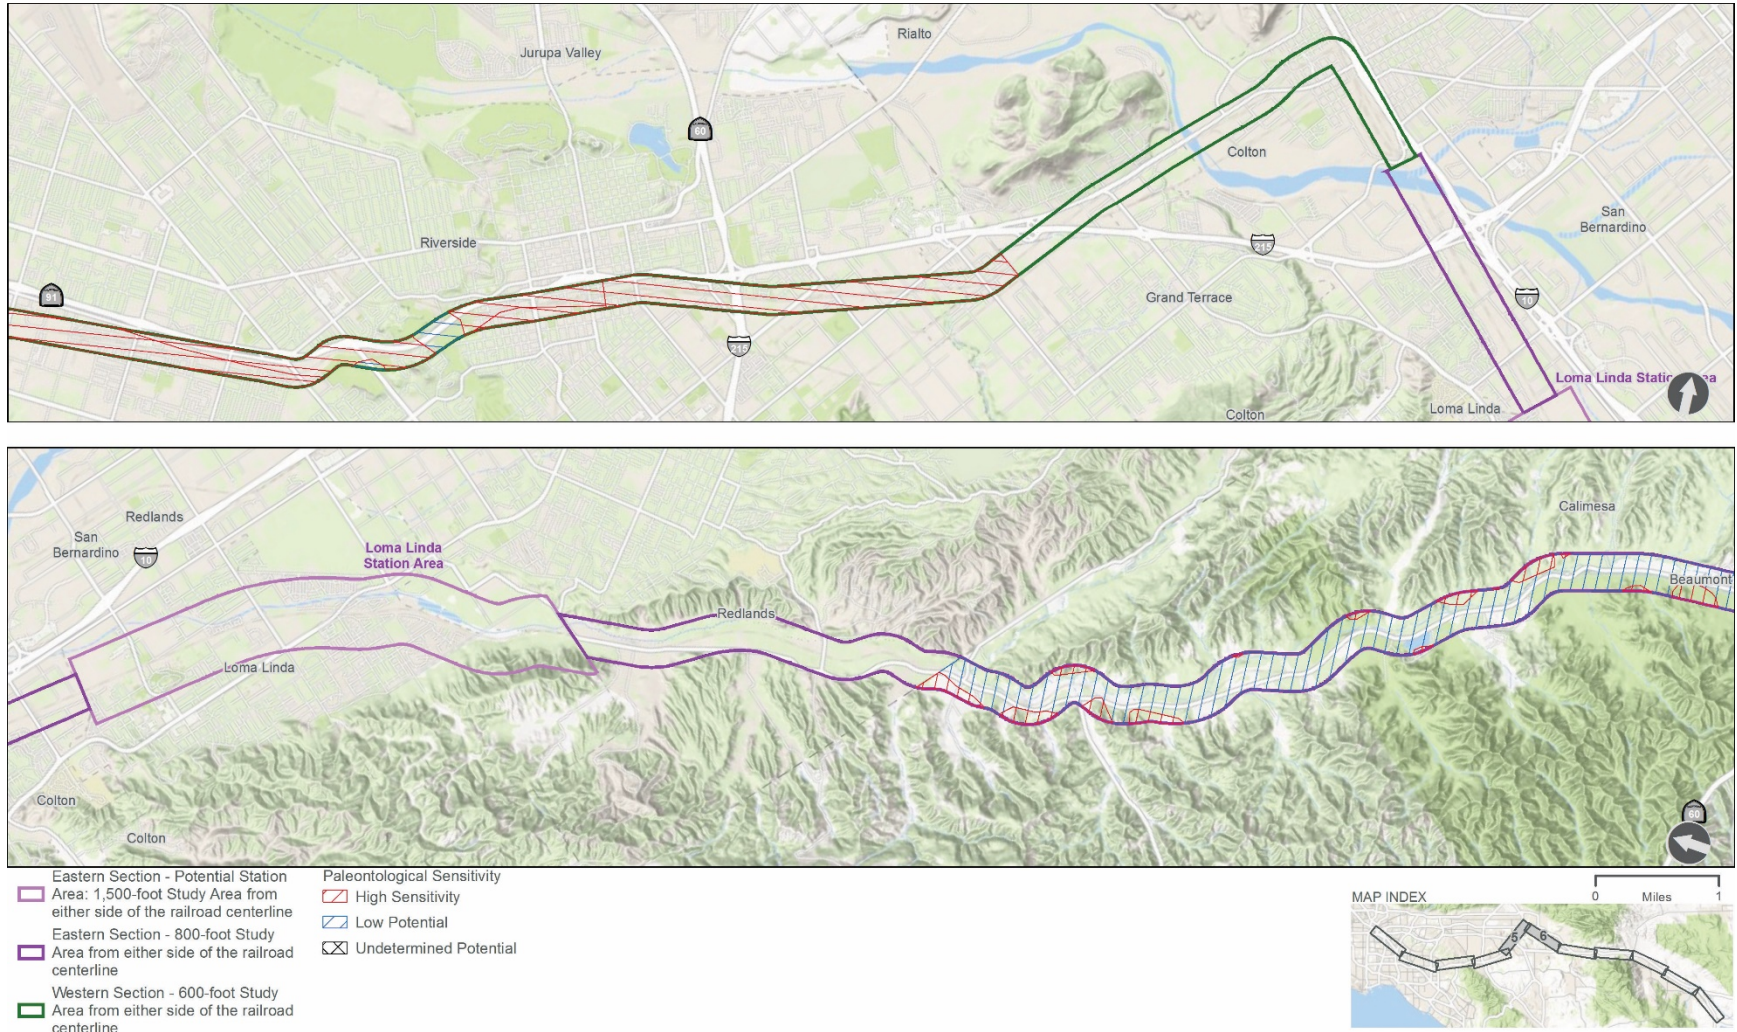 Rialto
Jurupa Valley
60
Colton
San
Bernardino
Riverside
215
91
Grand Terrace
10
215
Loma Linda
Colton
Loma Linda
Calimesa
Redlands
San
Bernardino
10
Loma Linda
Station Area
Beaumont
Redlands
Loma Linda
Colton
60
Colton
Eastern Section - Potential Station
Area: 1,500-foot Study Area from
either side of the railroad centerline
Eastern Section - 800-foot Study
Area from either side of the railroad
centerline
Western Section - 600-foot Study
Area from either side of the railroad
centerline
Paleontological Sensitivity
High Sensitivity
Low Potential
Undetermined Potential
MAP INDEX
0 Miles 1
5
6